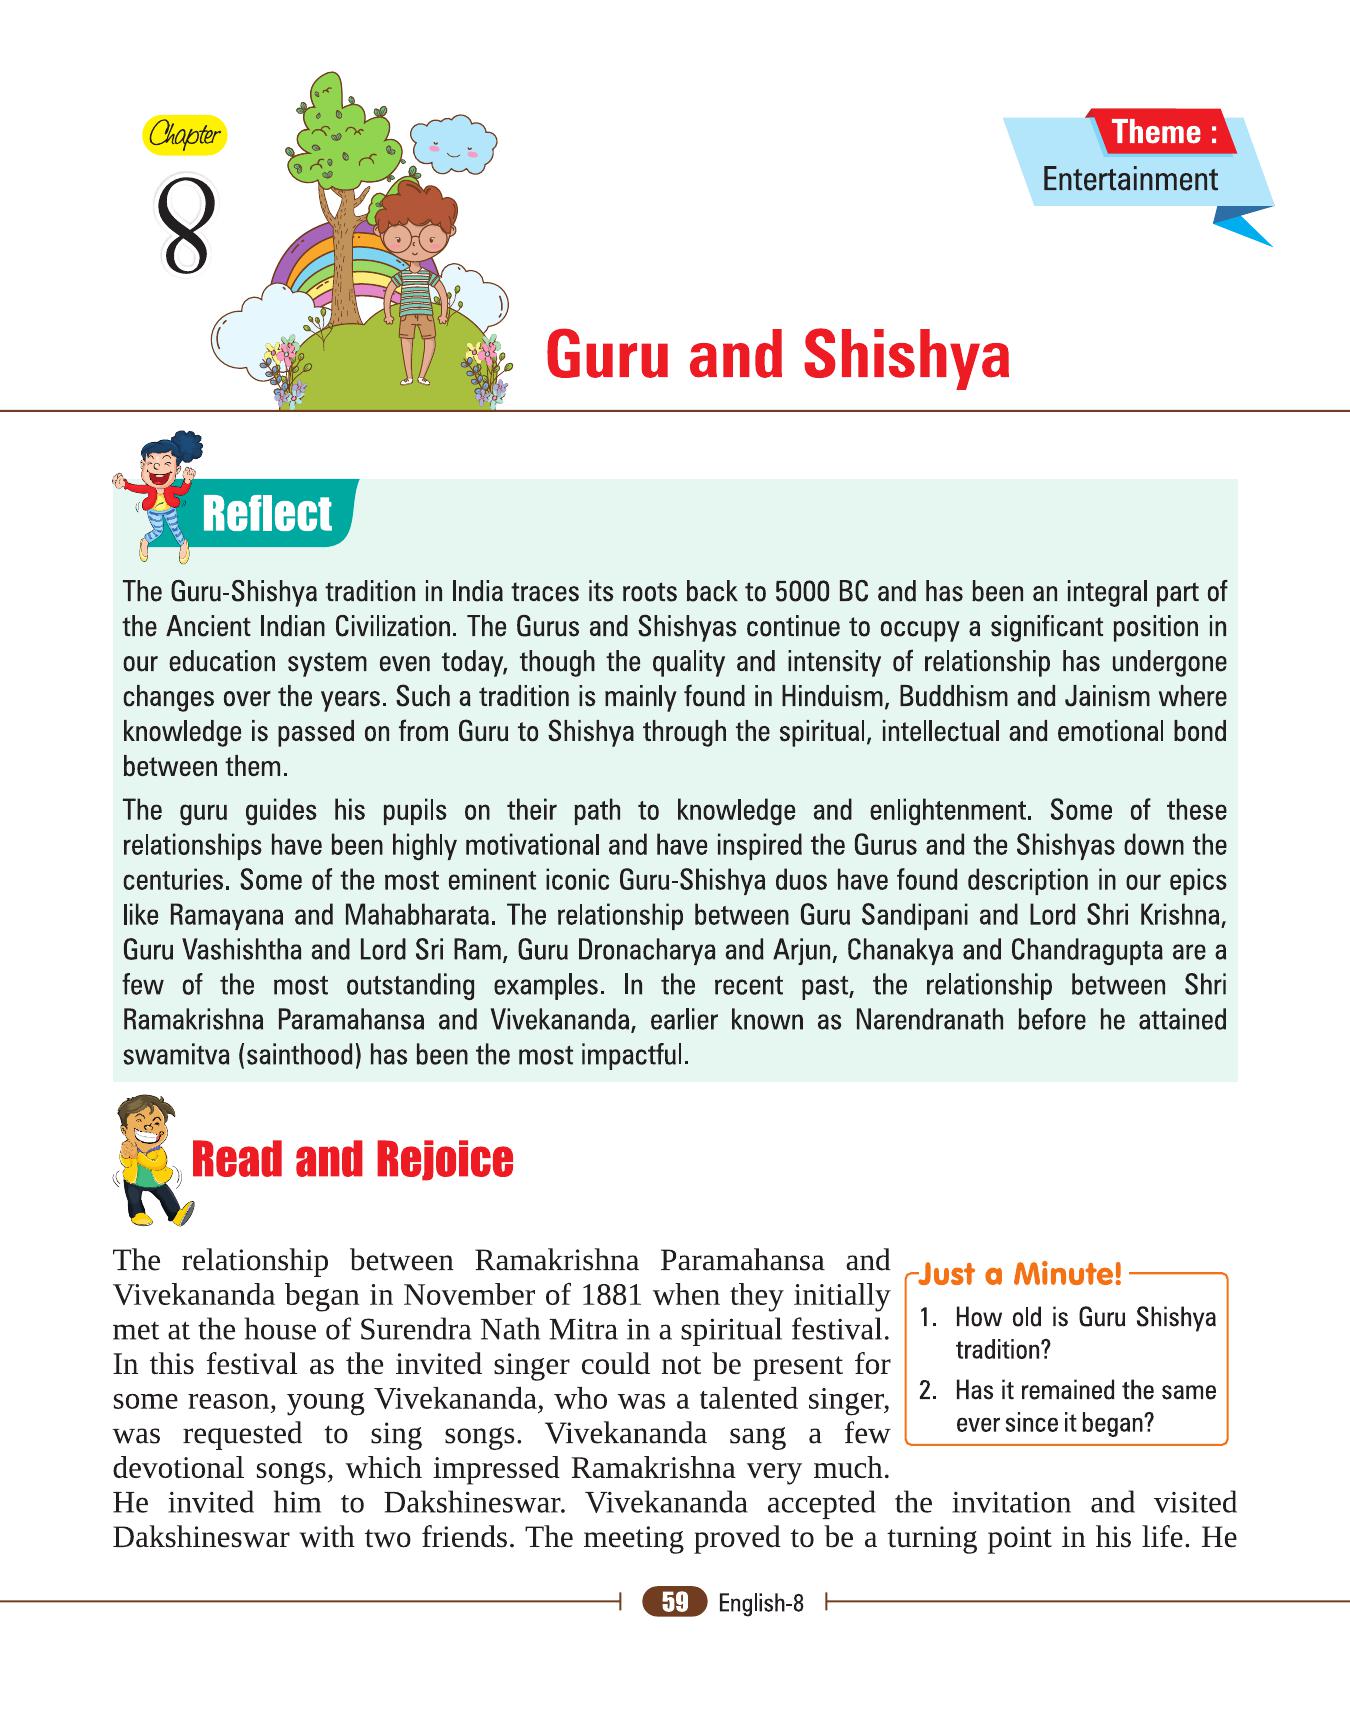 Chapter
8
Theme :
Entertainment
Guru and Shishya
Reflect
The Guru-Shishya tradition in India traces its roots back to 5000 BC and has been an integral part of
the Ancient Indian Civilization. The Gurus and Shishyas continue to occupy a significant position in
our education system even today, though the quality and intensity of relationship has undergone
changes over the years. Such a tradition is mainly found in Hinduism, Buddhism and Jainism where
knowledge is passed on from Guru to Shishya through the spiritual, intellectual and emotional bond
between them.
The guru guides his pupils on their path to knowledge and enlightenment. Some of these
relationships have been highly motivational and have inspired the Gurus and the Shishyas down the
centuries. Some of the most eminent iconic Guru-Shishya duos have found description in our epics
like Ramayana and Mahabharata. The relationship between Guru Sandipani and Lord Shri Krishna,
Guru Vashishtha and Lord Sri Ram, Guru Dronacharya and Arjun, Chanakya and Chandragupta are a
few of the most outstanding examples. In the recent past, the relationship between Shri
Ramakrishna Paramahansa and Vivekananda, earlier known as Narendranath before he attained
swamitva (sainthood) has been the most impactful.
Read and Rejoice
The relationship between Ramakrishna Paramahansa and
Vivekananda began in November of 1881 when they initially
met at the house of Surendra Nath Mitra in a spiritual festival.
In this festival as the invited singer could not be present for
some reason, young Vivekananda, who was a talented singer,
was requested to sing songs. Vivekananda sang a few
devotional songs, which impressed Ramakrishna very much.
He invited him to Dakshineswar. Vivekananda accepted the invitation and visited
Dakshineswar with two friends. The meeting proved to be a turning point in his life. He
Just a Minute!
1. How old is Guru Shishya
tradition?
2. Has it remained the same
ever since it began?
59 English-8